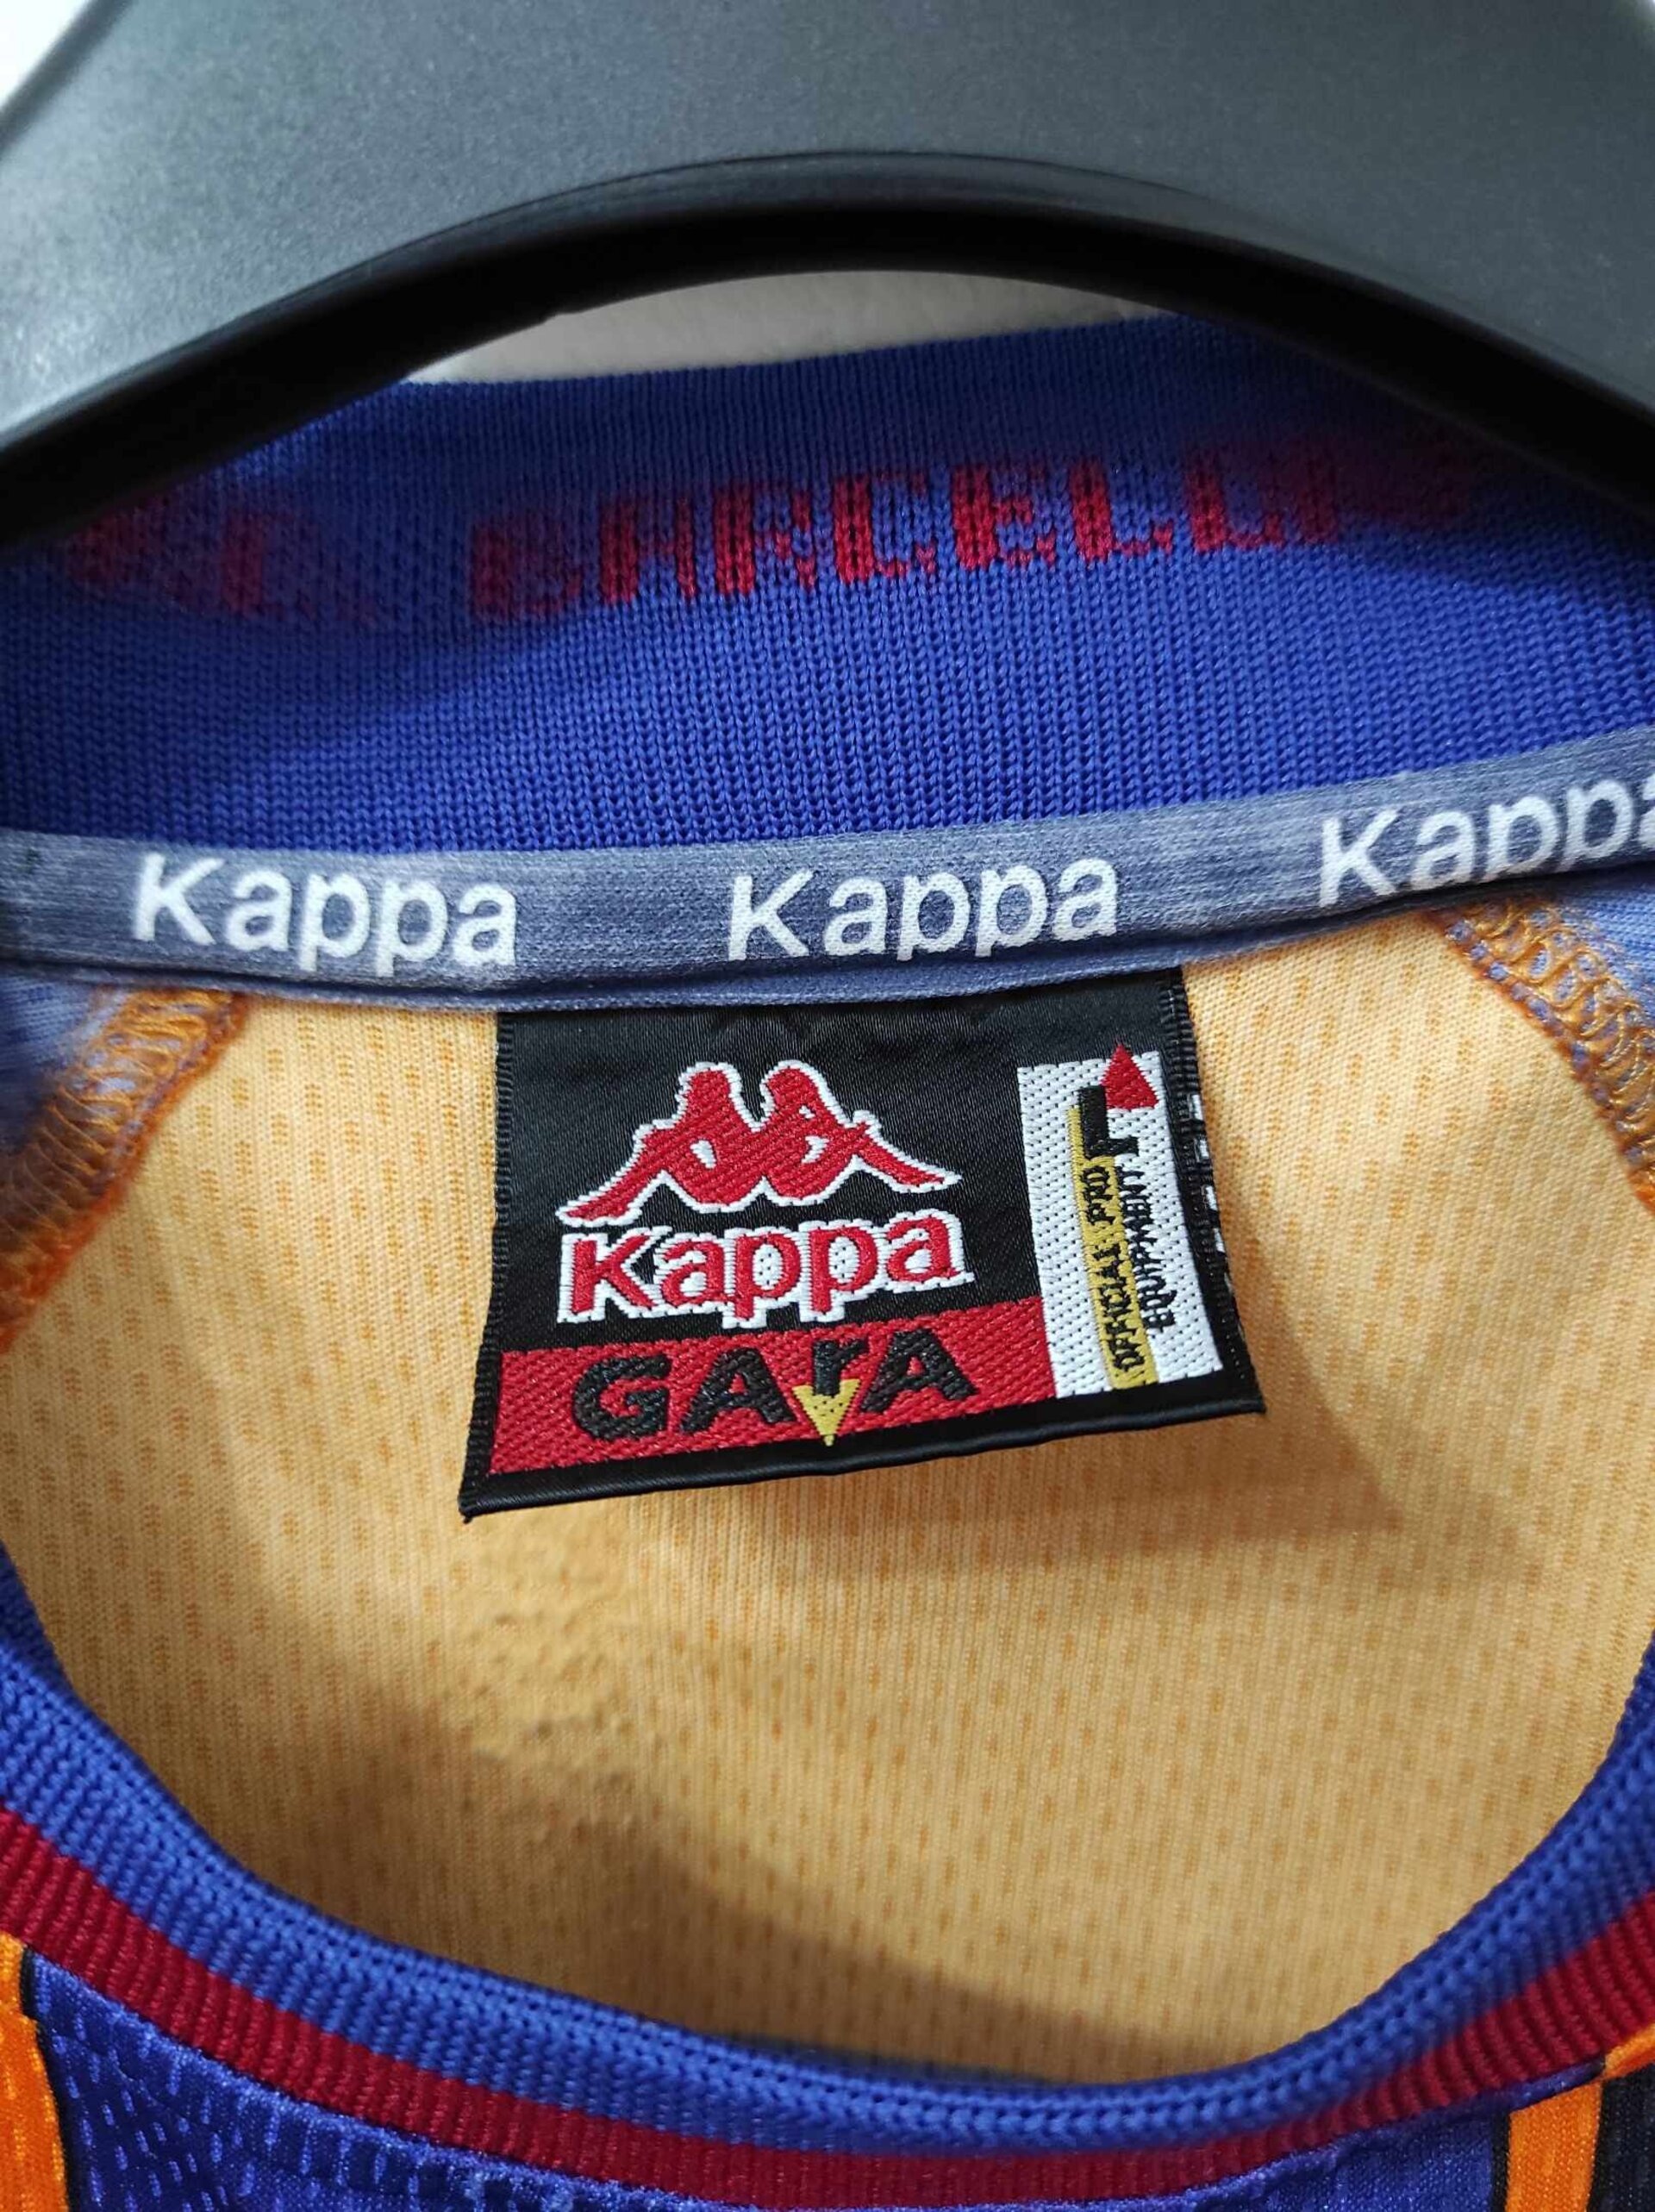 Kappa Kappa Kappa
Kappa
GArA
L
OFFICIAL PRO
EQUIPMENT